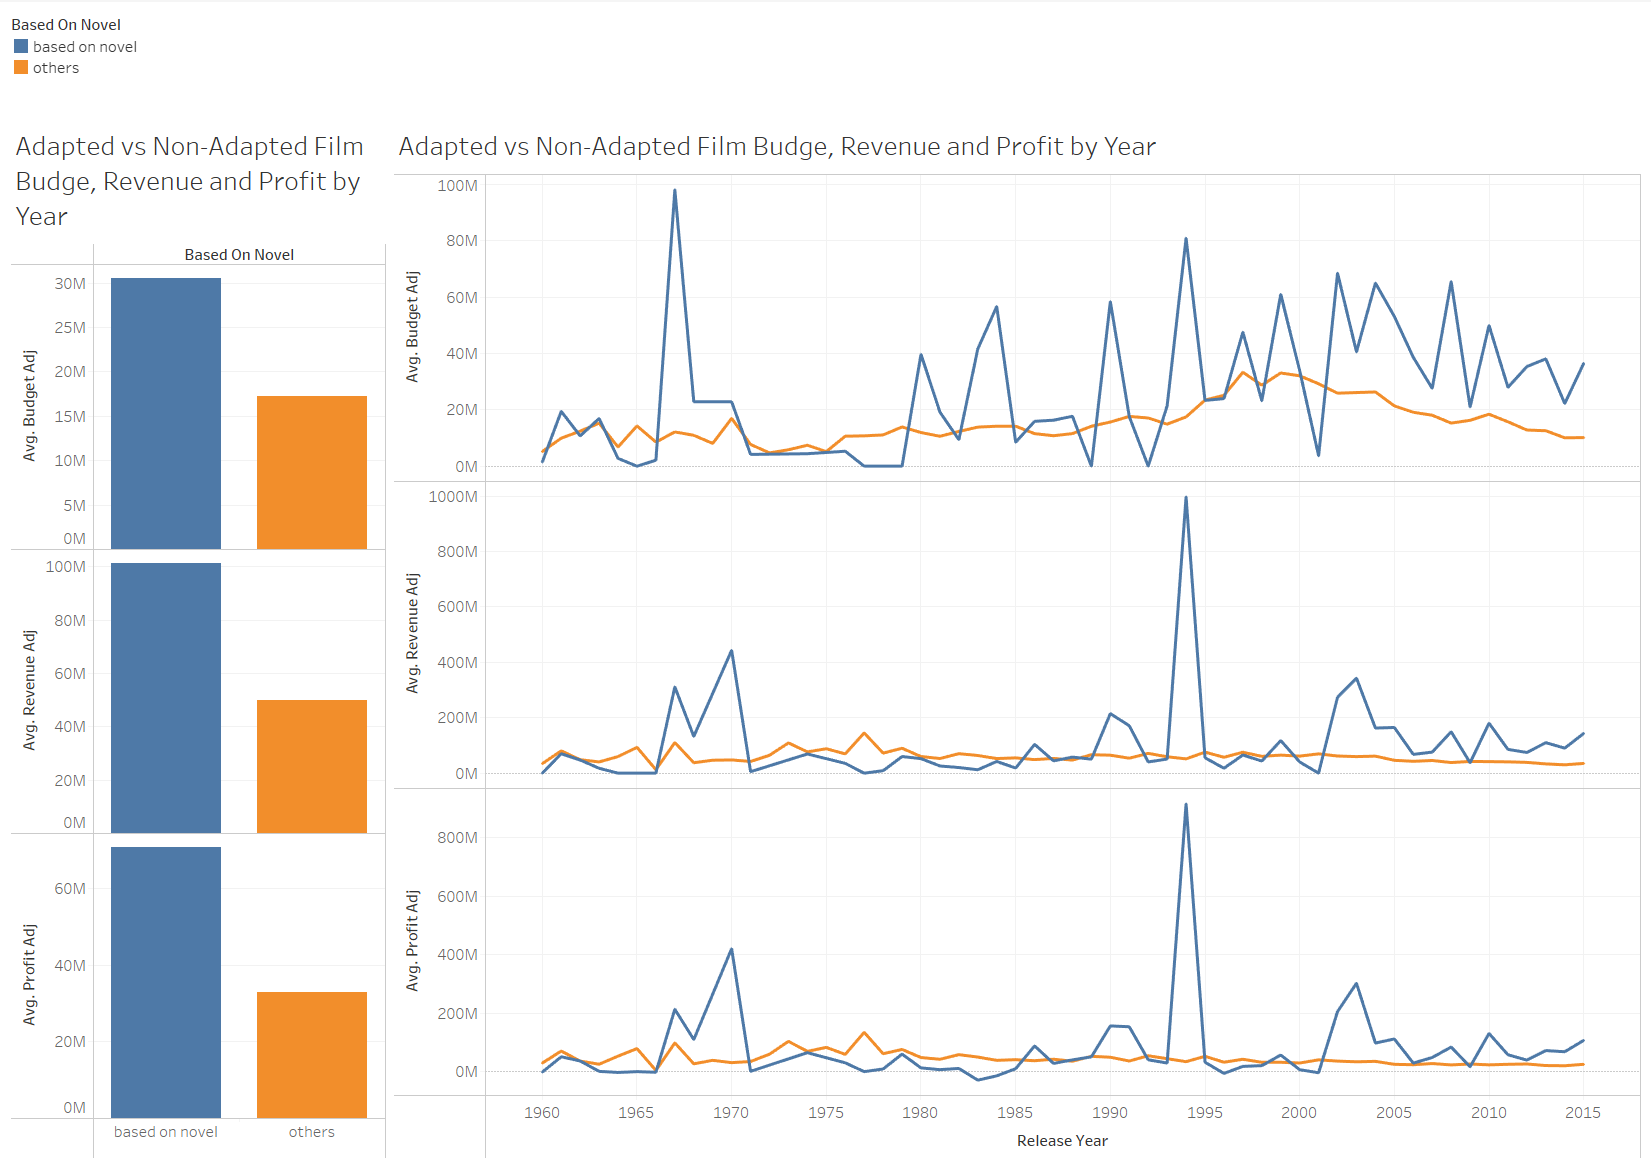 Based On Novel
based on novel
others
Adapted vs Non-Adapted Film
Budge, Revenue and Profit by
Year
Based On Novel
Avg. Budget Adj
30M
25M
20M
15M
10M
5M
0M
Avg. Revenue Adj
100M
80M
60M
40M
20M
0M
Avg. Profit Adj
60M
40M
20M
0M
based on novel others
Adapted vs Non-Adapted Film Budge, Revenue and Profit by Year
Avg. Budget Adj
100M
80M
60M
40M
20M
0M
Avg. Revenue Adj
1000M
800M
600M
400M
200M
0M
Avg. Profit Adj
800M
600M
400M
200M
0M
1960 1965 1970 1975 1980 1985 1990 1995 2000 2005 2010 2015
Release Year